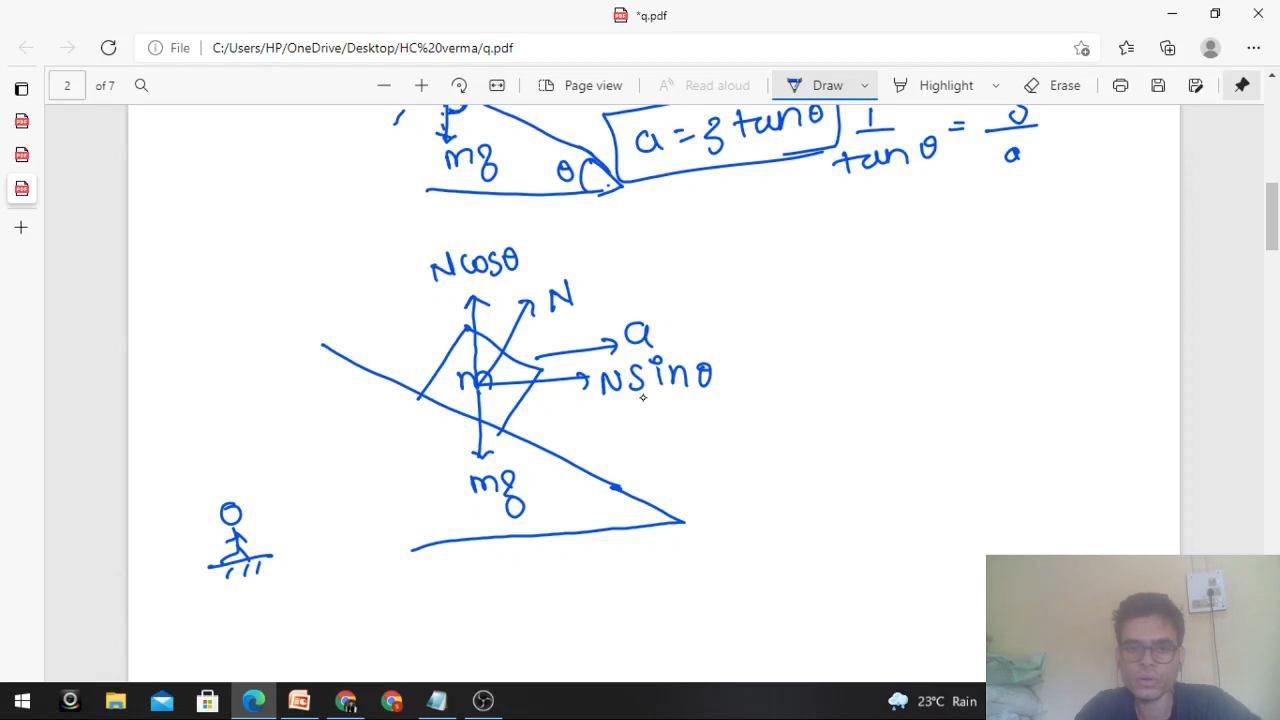 *q.pdf
File C:/Users/HP/OneDrive/Desktop/HC%20verma/q.pdf
2 of 7 Page view Read aloud Draw Highlight Erase
a = g tanθ 1/tanθ = g/a
mg θ
N cosθ
N
a
m N sinθ
mg
23°C Rain